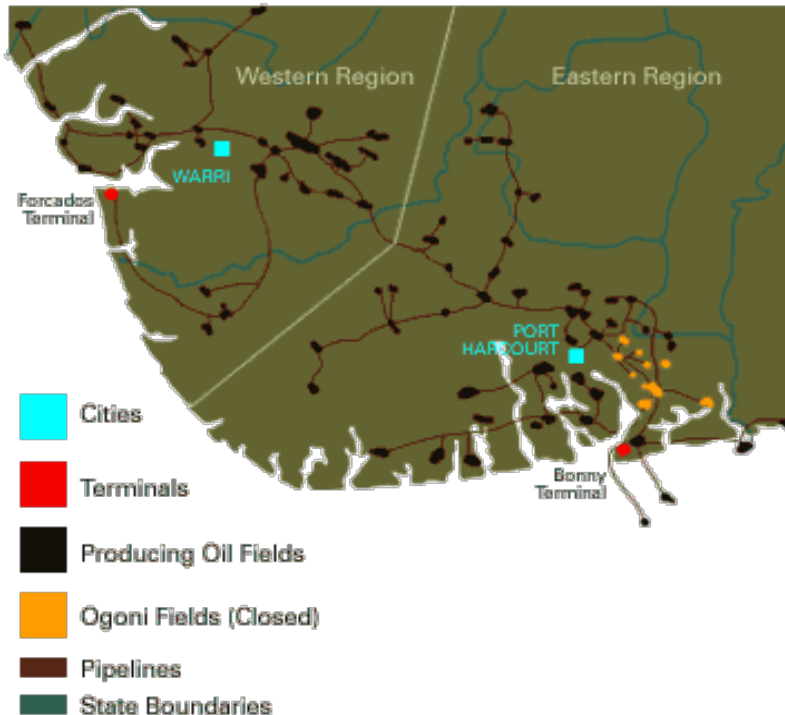 Western Region
Eastern Region
WARRI
Forcados
Terminal
PORT
HARCOURT
Bonny
Terminal
Cities
Terminals
Producing Oil Fields
Ogoni Fields (Closed)
Pipelines
State Boundaries